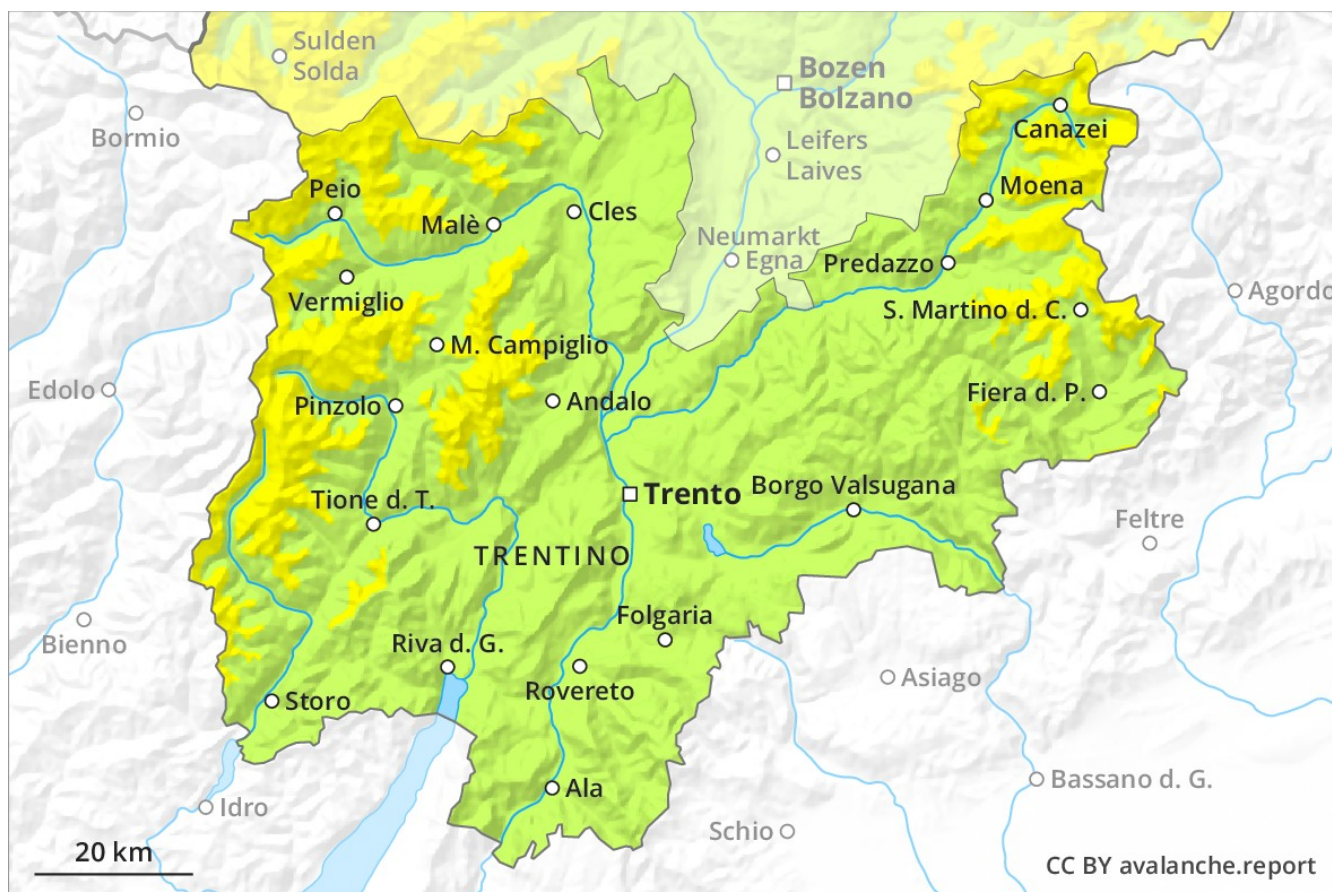 Sulden
Solda
Bozen
Bolzano
Bormio
Canazei
Leifers
Laives
Peio
Moena
Malè
Cles
Neumarkt
Egna
Predazzo
Vermiglio
Agordo
S. Martino d. C.
M. Campiglio
Edolo
Pinzolo
Andalo
Fiera d. P.
Tione d. T.
Trento
Borgo Valsugana
Feltre
TRENTINO
Bienno
Folgaria
Riva d. G.
Rovereto
Asiago
Storo
Ala
Bassano d. G.
Idro
Schio
20 km
CC BY avalanche.report